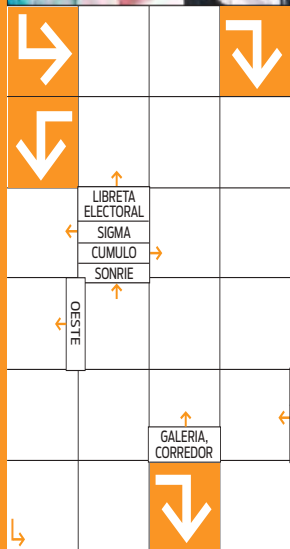 LIBRETA
ELECTORAL
SIGMA
CUMULO
SONRIE
OESTE
GALERIA,
CORREDOR